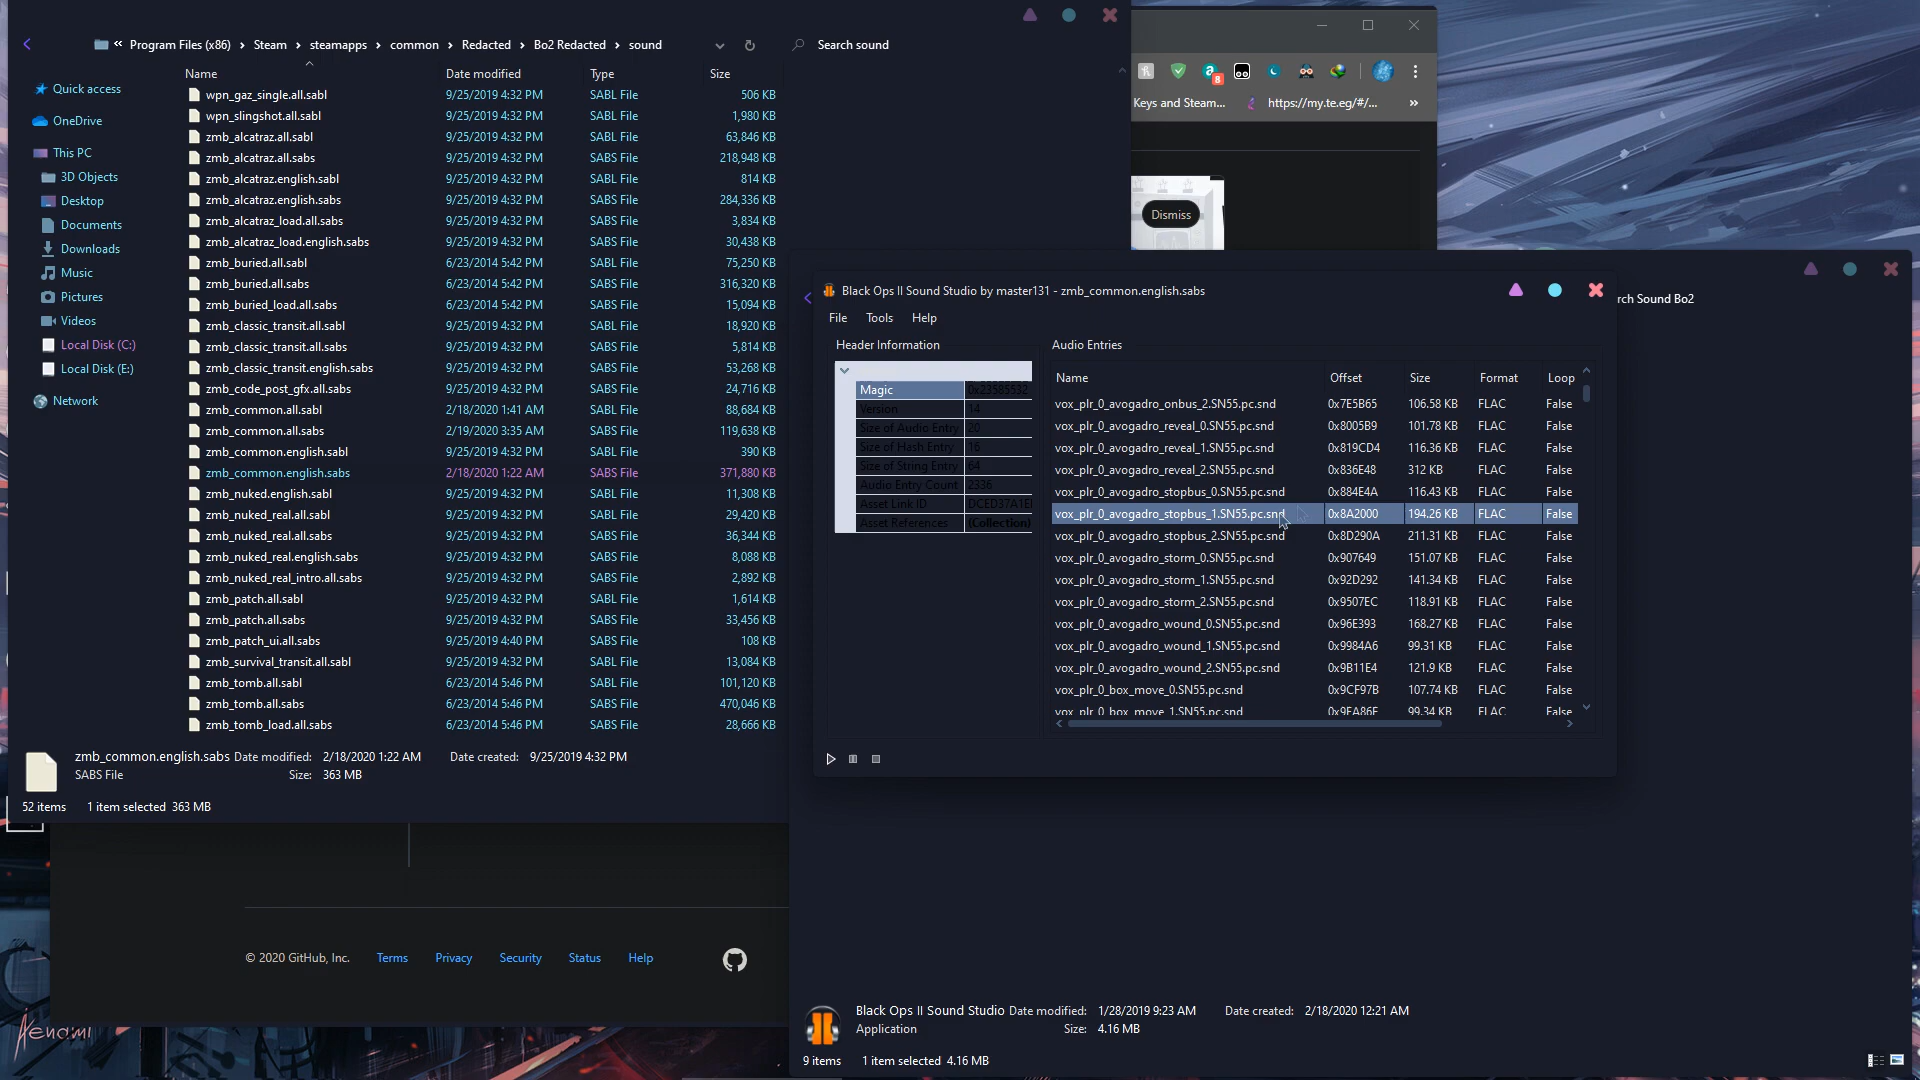 « Program Files (x86) › Steam › steamapps › common › Redacted › Bo2 Redacted › sound
Search sound
Name Date modified Type Size
Quick access
OneDrive
This PC
3D Objects
Desktop
Documents
Downloads
Music
Pictures
Videos
Local Disk (C:)
Local Disk (E:)
Network
wpn_gaz_single.all.sabl 9/25/2019 4:32 PM SABL File 506 KB
wpn_slingshot.all.sabl 9/25/2019 4:32 PM SABL File 1,980 KB
zmb_alcatraz.all.sabl 9/25/2019 4:32 PM SABL File 63,846 KB
zmb_alcatraz.all.sabs 9/25/2019 4:32 PM SABS File 218,948 KB
zmb_alcatraz.english.sabl 9/25/2019 4:32 PM SABL File 814 KB
zmb_alcatraz.english.sabs 9/25/2019 4:32 PM SABS File 284,336 KB
zmb_alcatraz_load.all.sabs 9/25/2019 4:32 PM SABL File 3,834 KB
zmb_alcatraz_load.english.sabs 9/25/2019 4:32 PM SABS File 30,438 KB
zmb_buried.all.sabl 6/23/2014 5:42 PM SABL File 75,250 KB
zmb_buried.all.sabs 6/23/2014 5:42 PM SABS File 316,320 KB
zmb_buried_load.all.sabs 6/23/2014 5:42 PM SABS File 15,094 KB
zmb_classic_transit.all.sabl 9/25/2019 4:32 PM SABL File 18,920 KB
zmb_classic_transit.all.sabs 9/25/2019 4:32 PM SABS File 5,814 KB
zmb_classic_transit.english.sabs 9/25/2019 4:32 PM SABS File 53,268 KB
zmb_code_post_gfx.all.sabs 9/25/2019 4:32 PM SABS File 24,716 KB
zmb_common.all.sabl 2/18/2020 1:41 AM SABL File 88,684 KB
zmb_common.all.sabs 2/19/2020 3:35 AM SABS File 119,638 KB
zmb_common.english.sabl 9/25/2019 4:32 PM SABL File 390 KB
zmb_common.english.sabs 2/18/2020 1:22 AM SABS File 371,880 KB
zmb_nuked.english.sabl 9/25/2019 4:32 PM SABL File 11,308 KB
zmb_nuked_real.all.sabl 9/25/2019 4:32 PM SABL File 29,420 KB
zmb_nuked_real.all.sabs 9/25/2019 4:32 PM SABS File 36,344 KB
zmb_nuked_real.english.sabs 9/25/2019 4:32 PM SABS File 8,088 KB
zmb_nuked_real_intro.all.sabs 9/25/2019 4:32 PM SABS File 2,892 KB
zmb_patch.all.sabl 9/25/2019 4:32 PM SABL File 1,614 KB
zmb_patch.all.sabs 9/25/2019 4:32 PM SABS File 33,456 KB
zmb_patch_ui.all.sabs 9/25/2019 4:40 PM SABS File 108 KB
zmb_survival_transit.all.sabl 9/25/2019 4:32 PM SABL File 13,084 KB
zmb_tomb.all.sabl 6/23/2014 5:46 PM SABL File 101,120 KB
zmb_tomb.all.sabs 6/23/2014 5:46 PM SABS File 470,046 KB
zmb_tomb_load.all.sabs 6/23/2014 5:46 PM SABS File 28,666 KB
zmb_common.english.sabs Date modified: 2/18/2020 1:22 AM Date created: 9/25/2019 4:32 PM
SABS File Size: 363 MB
52 items 1 item selected 363 MB
8
Keys and Steam... https://my.te.eg/#/... »
Dismiss
rch Sound Bo2
Black Ops II Sound Studio by master131 - zmb_common.english.sabs
File Tools Help
Header Information
Magic 0x23585532
Version 14
Size of Audio Entry 20
Size of Hash Entry 16
Size of String Entry 64
Audio Entry Count 2336
Asset Link ID DCED37A1E
Asset References (Collection)
Audio Entries
Name Offset Size Format Loop
vox_plr_0_avogadro_onbus_2.SN55.pc.snd 0x7E5B65 106.58 KB FLAC False
vox_plr_0_avogadro_reveal_0.SN55.pc.snd 0x8005B9 101.78 KB FLAC False
vox_plr_0_avogadro_reveal_1.SN55.pc.snd 0x819CD4 116.36 KB FLAC False
vox_plr_0_avogadro_reveal_2.SN55.pc.snd 0x836E48 312 KB FLAC False
vox_plr_0_avogadro_stopbus_0.SN55.pc.snd 0x884E4A 116.43 KB FLAC False
vox_plr_0_avogadro_stopbus_1.SN55.pc.snd 0x8A2000 194.26 KB FLAC False
vox_plr_0_avogadro_stopbus_2.SN55.pc.snd 0x8D290A 211.31 KB FLAC False
vox_plr_0_avogadro_storm_0.SN55.pc.snd 0x907649 151.07 KB FLAC False
vox_plr_0_avogadro_storm_1.SN55.pc.snd 0x92D292 141.34 KB FLAC False
vox_plr_0_avogadro_storm_2.SN55.pc.snd 0x9507EC 118.91 KB FLAC False
vox_plr_0_avogadro_wound_0.SN55.pc.snd 0x96E393 168.27 KB FLAC False
vox_plr_0_avogadro_wound_1.SN55.pc.snd 0x9984A6 99.31 KB FLAC False
vox_plr_0_avogadro_wound_2.SN55.pc.snd 0x9B11E4 121.9 KB FLAC False
vox_plr_0_box_move_0.SN55.pc.snd 0x9CF97B 107.74 KB FLAC False
vox_plr_0_box_move_1.SN55.pc.snd 0x9EA86F 99.34 KB FLAC False
© 2020 GitHub, Inc. Terms Privacy Security Status Help
Black Ops II Sound Studio Date modified: 1/28/2019 9:23 AM Date created: 2/18/2020 12:21 AM
Application Size: 4.16 MB
9 items 1 item selected 4.16 MB
Aenami